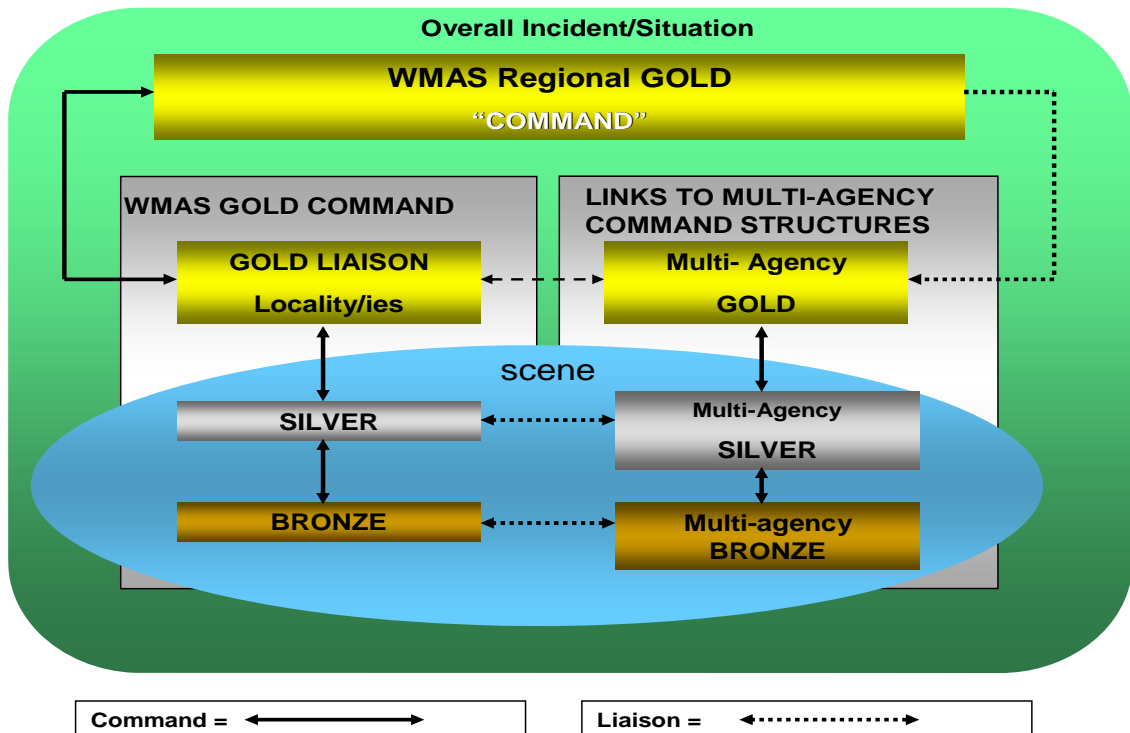 Overall Incident/Situation
WMAS Regional GOLD
“COMMAND”
WMAS GOLD COMMAND
GOLD LIAISON
Locality/ies
LINKS TO MULTI-AGENCY
COMMAND STRUCTURES
Multi- Agency
GOLD
scene
SILVER
Multi-Agency
SILVER
BRONZE
Multi-agency
BRONZE
Command =
Liaison =